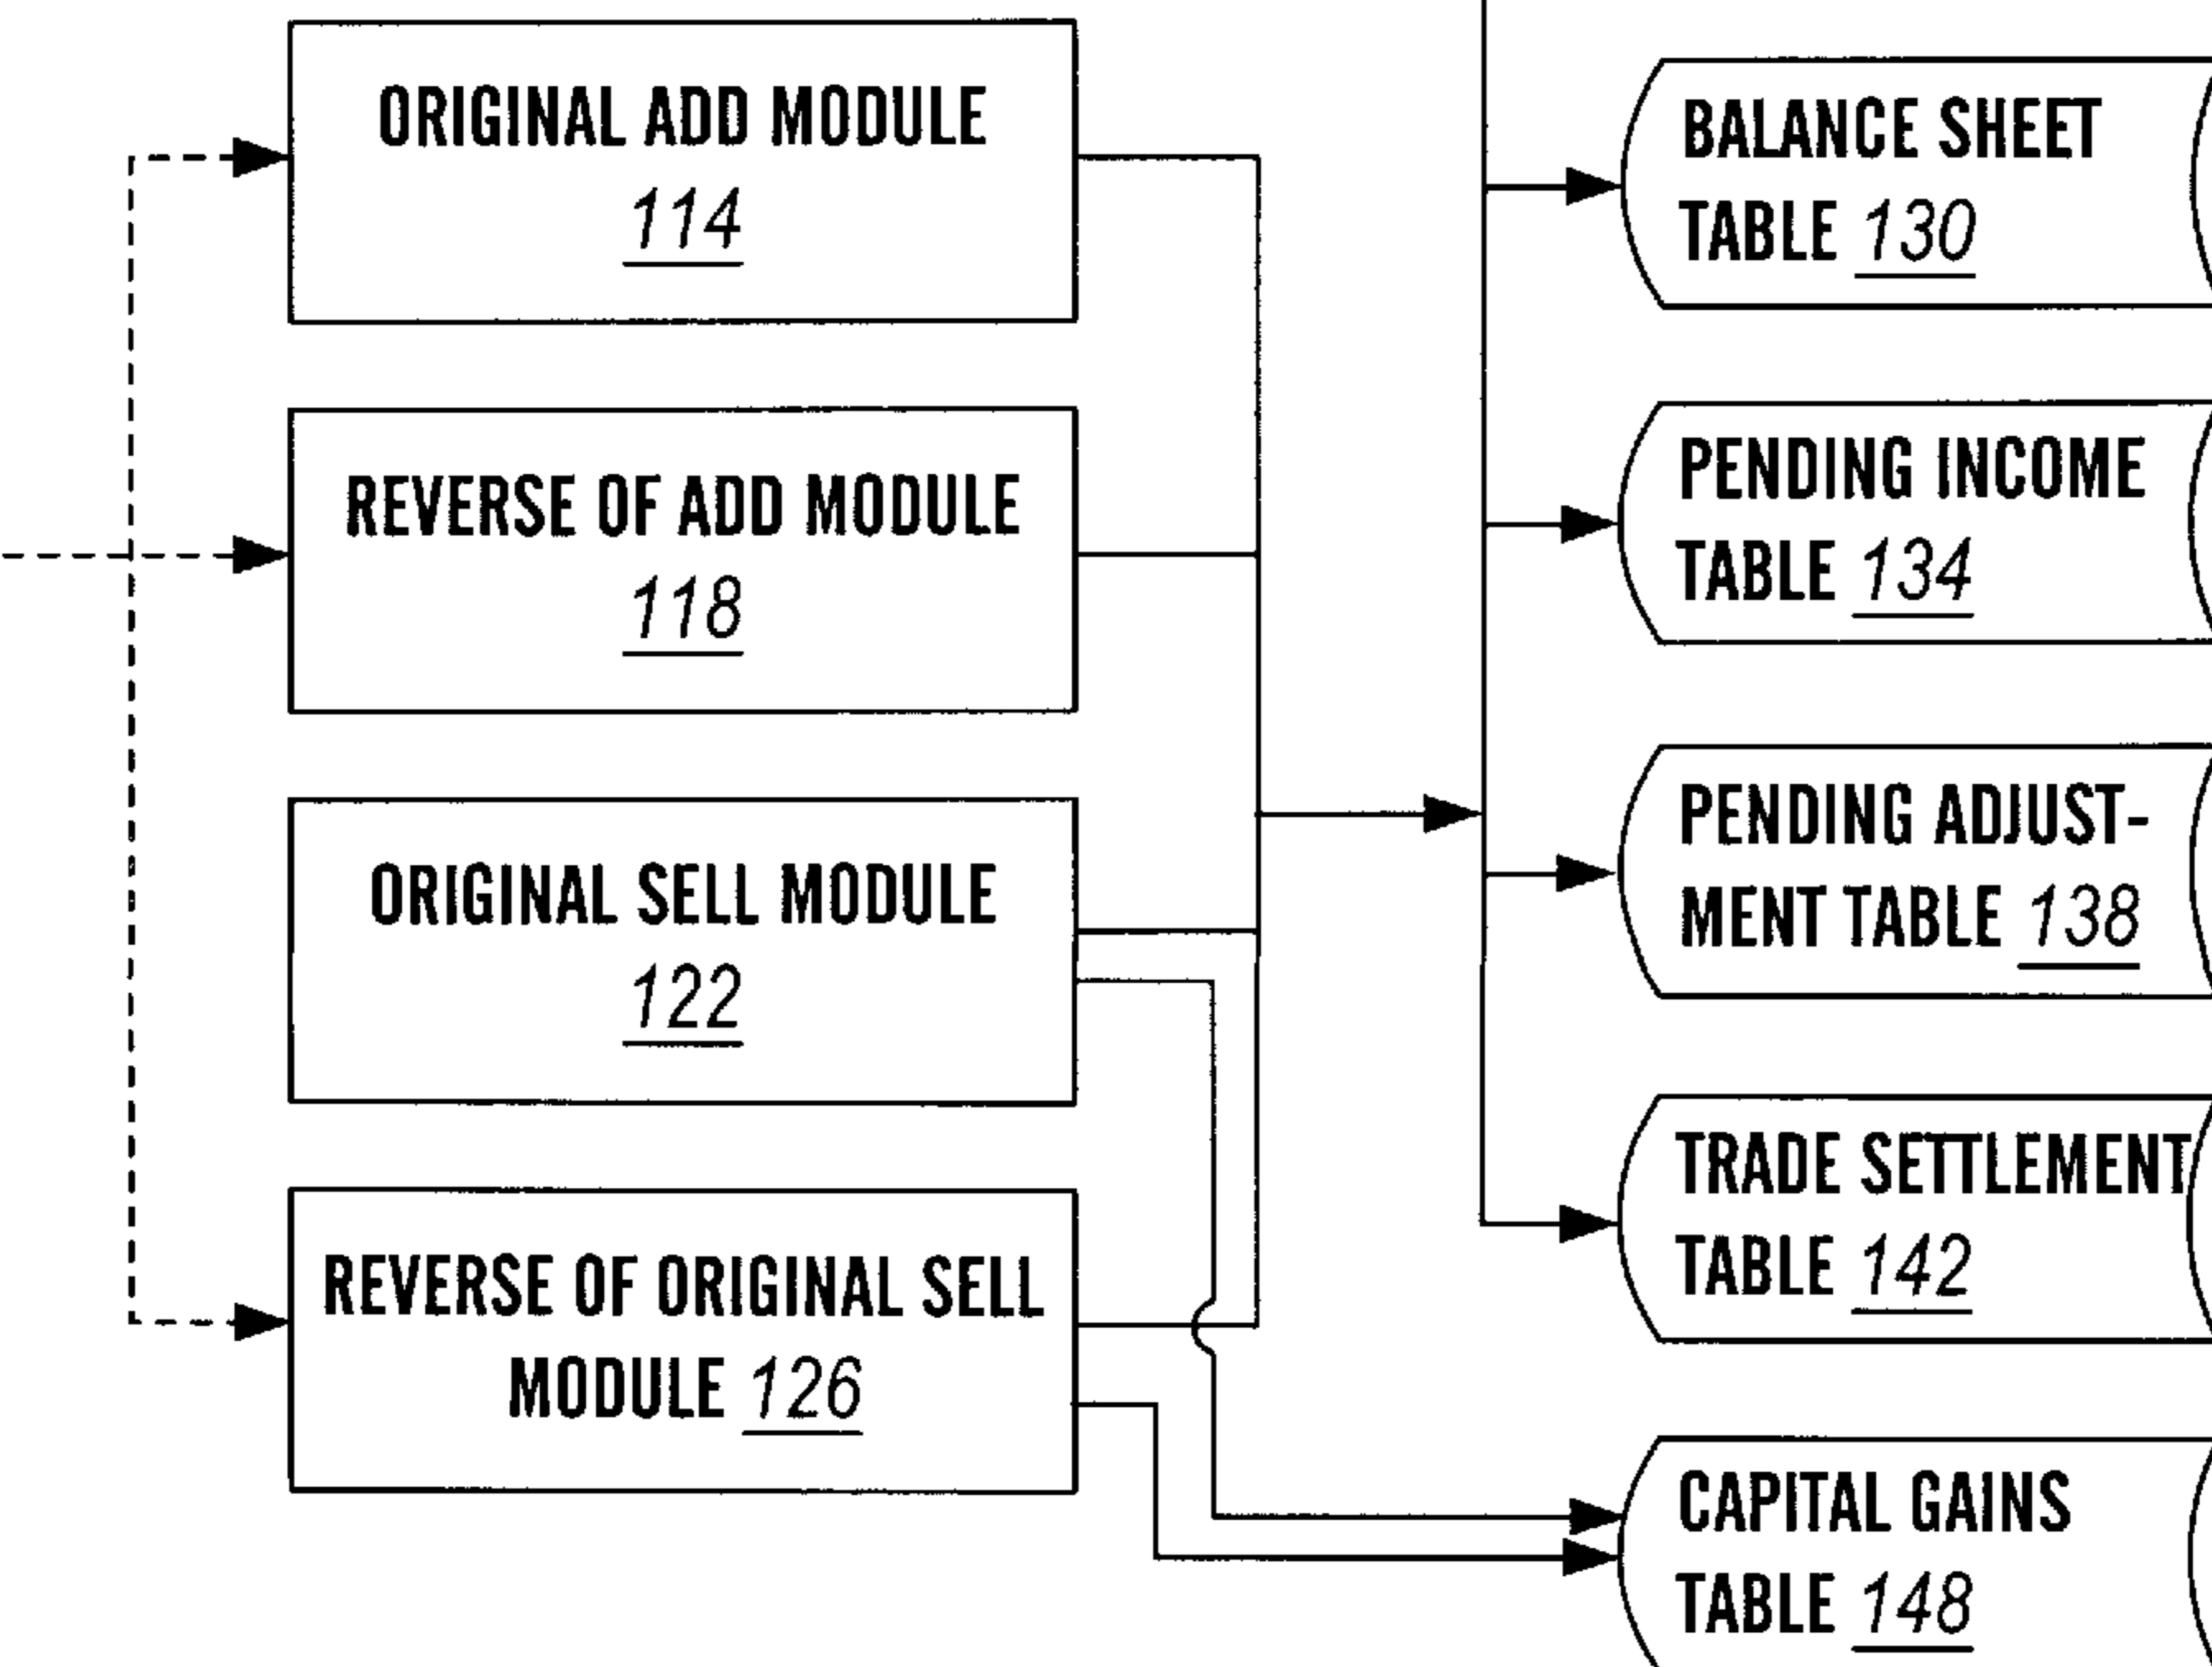 ORIGINAL ADD MODULE
114
REVERSE OF ADD MODULE
118
ORIGINAL SELL MODULE
122
REVERSE OF ORIGINAL SELL
MODULE 126
BALANCE SHEET
TABLE 130
PENDING INCOME
TABLE 134
PENDING ADJUST-
MENT TABLE 138
TRADE SETTLEMENT
TABLE 142
CAPITAL GAINS
TABLE 148